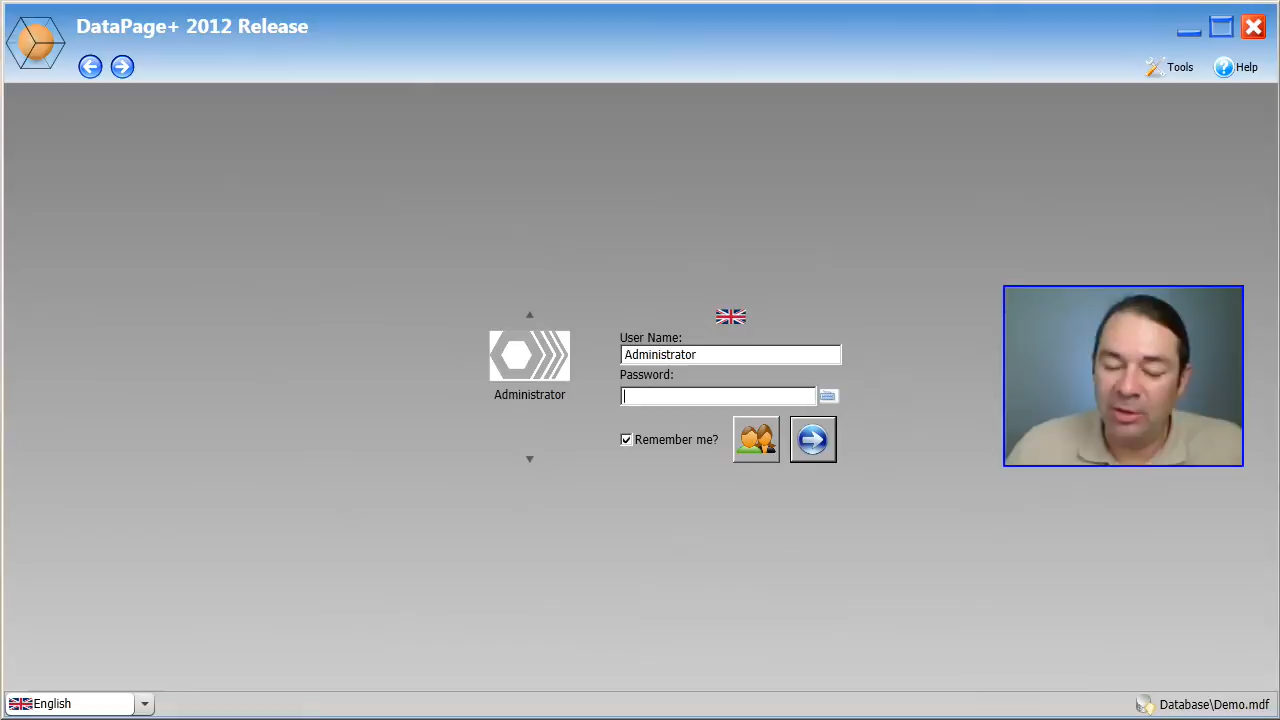 DataPage+ 2012 Release
Tools
Help
User Name:
Administrator
Password:
Administrator
Remember me?
English
Database\Demo.mdf